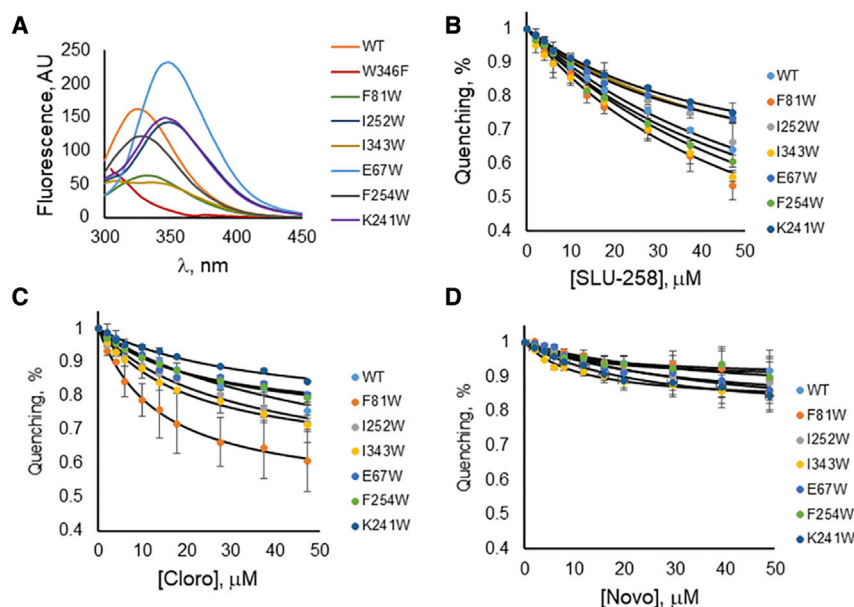 A
Fluorescence, AU
250
200
150
100
50
0
300
350
400
450
λ, nm
WT
W346F
F81W
I252W
I343W
E67W
F254W
K241W
B
Quenching, %
1
0.9
0.8
0.7
0.6
0.5
0.4
0
10
20
30
40
50
[SLU-258], μM
WT
F81W
I252W
I343W
E67W
F254W
K241W
C
Quenching, %
1
0.9
0.8
0.7
0.6
0.5
0.4
0
10
20
30
40
50
[Cloro], μM
WT
F81W
I252W
I343W
E67W
F254W
K241W
D
Quenching, %
1
0.9
0.8
0.7
0.6
0.5
0.4
0
10
20
30
40
50
[Novo], μM
WT
F81W
I252W
I343W
E67W
F254W
K241W